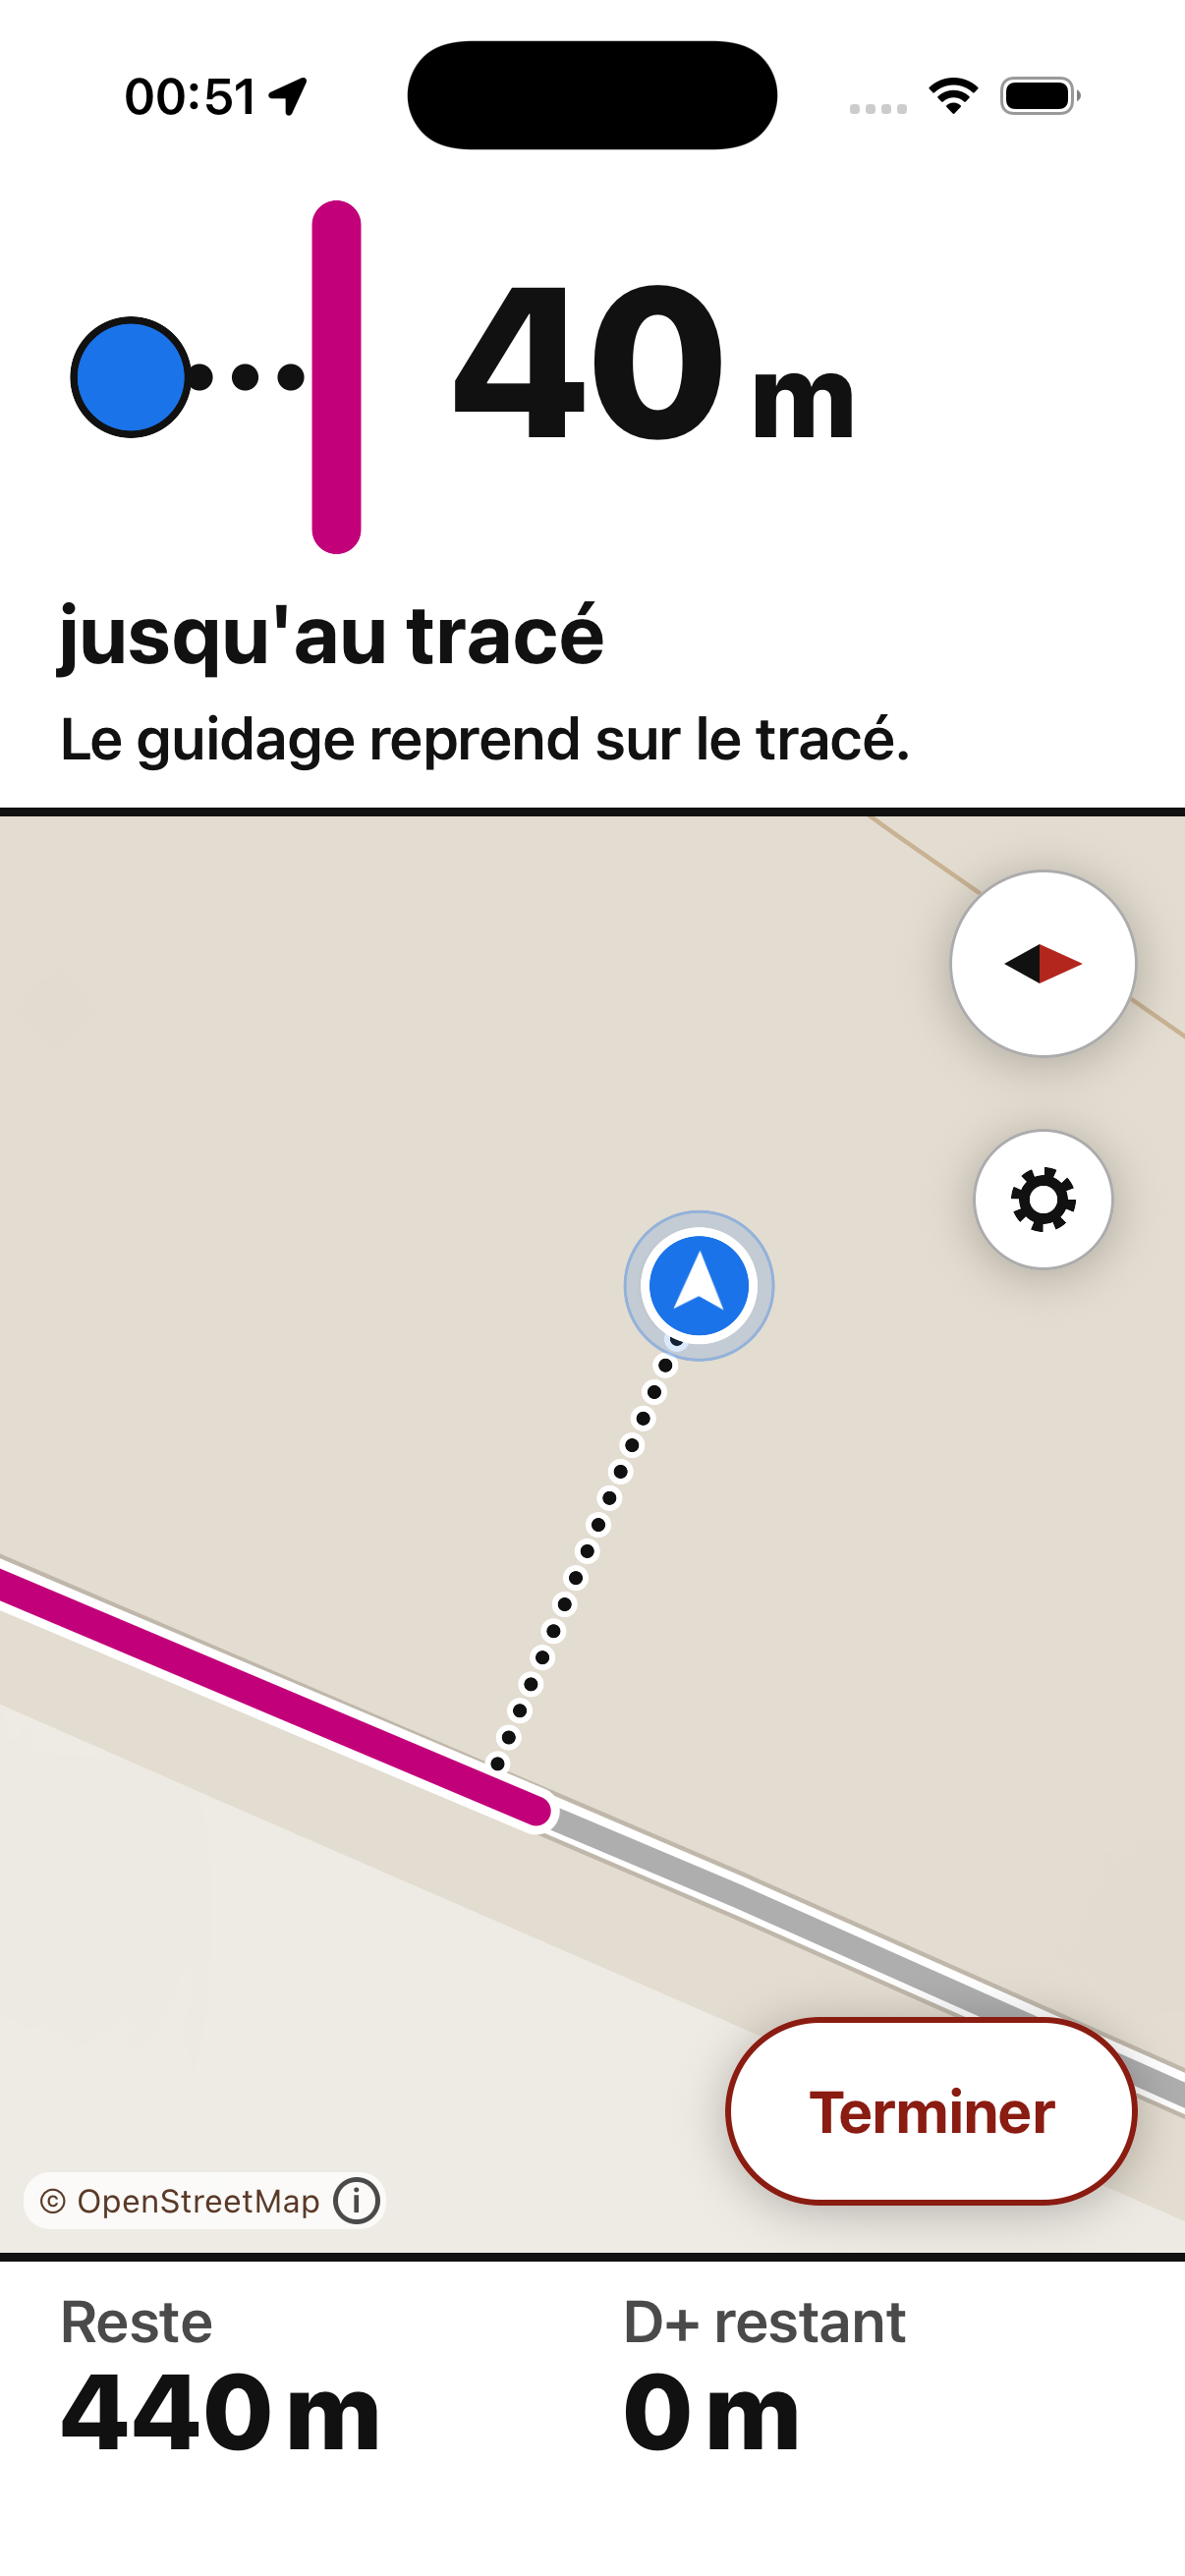 00:51
40 m
jusqu'au tracé
Le guidage reprend sur le tracé.
Terminer
© OpenStreetMap i
Reste
440 m
D+ restant
0 m